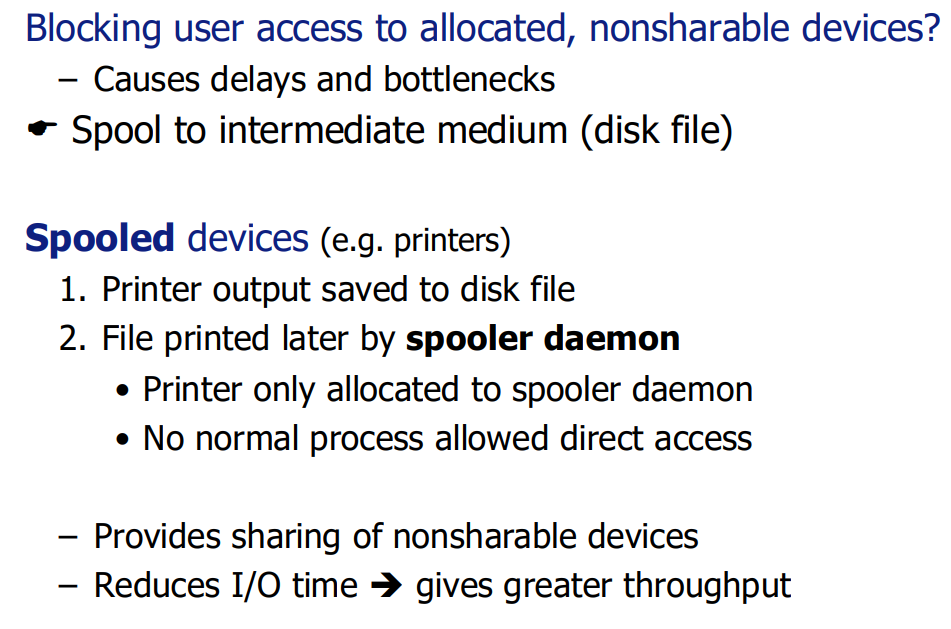 Blocking user access to allocated, nonsharable devices?
– Causes delays and bottlenecks
☛ Spool to intermediate medium (disk file)
Spooled devices (e.g. printers)
1. Printer output saved to disk file
2. File printed later by spooler daemon
• Printer only allocated to spooler daemon
• No normal process allowed direct access
– Provides sharing of nonsharable devices
– Reduces I/O time ➔ gives greater throughput